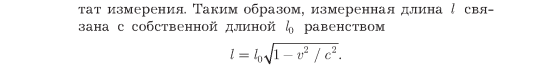 тат измерения. Таким образом, измеренная длина l свя-
зана с собственной длиной l₀ равенством
l = l₀√1 − v² / c².